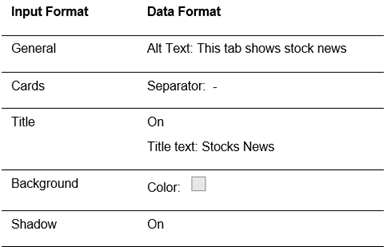 Input Format Data Format
General Alt Text: This tab shows stock news
Cards Separator: -
Title On
Title text: Stocks News
Background Color:
Shadow On